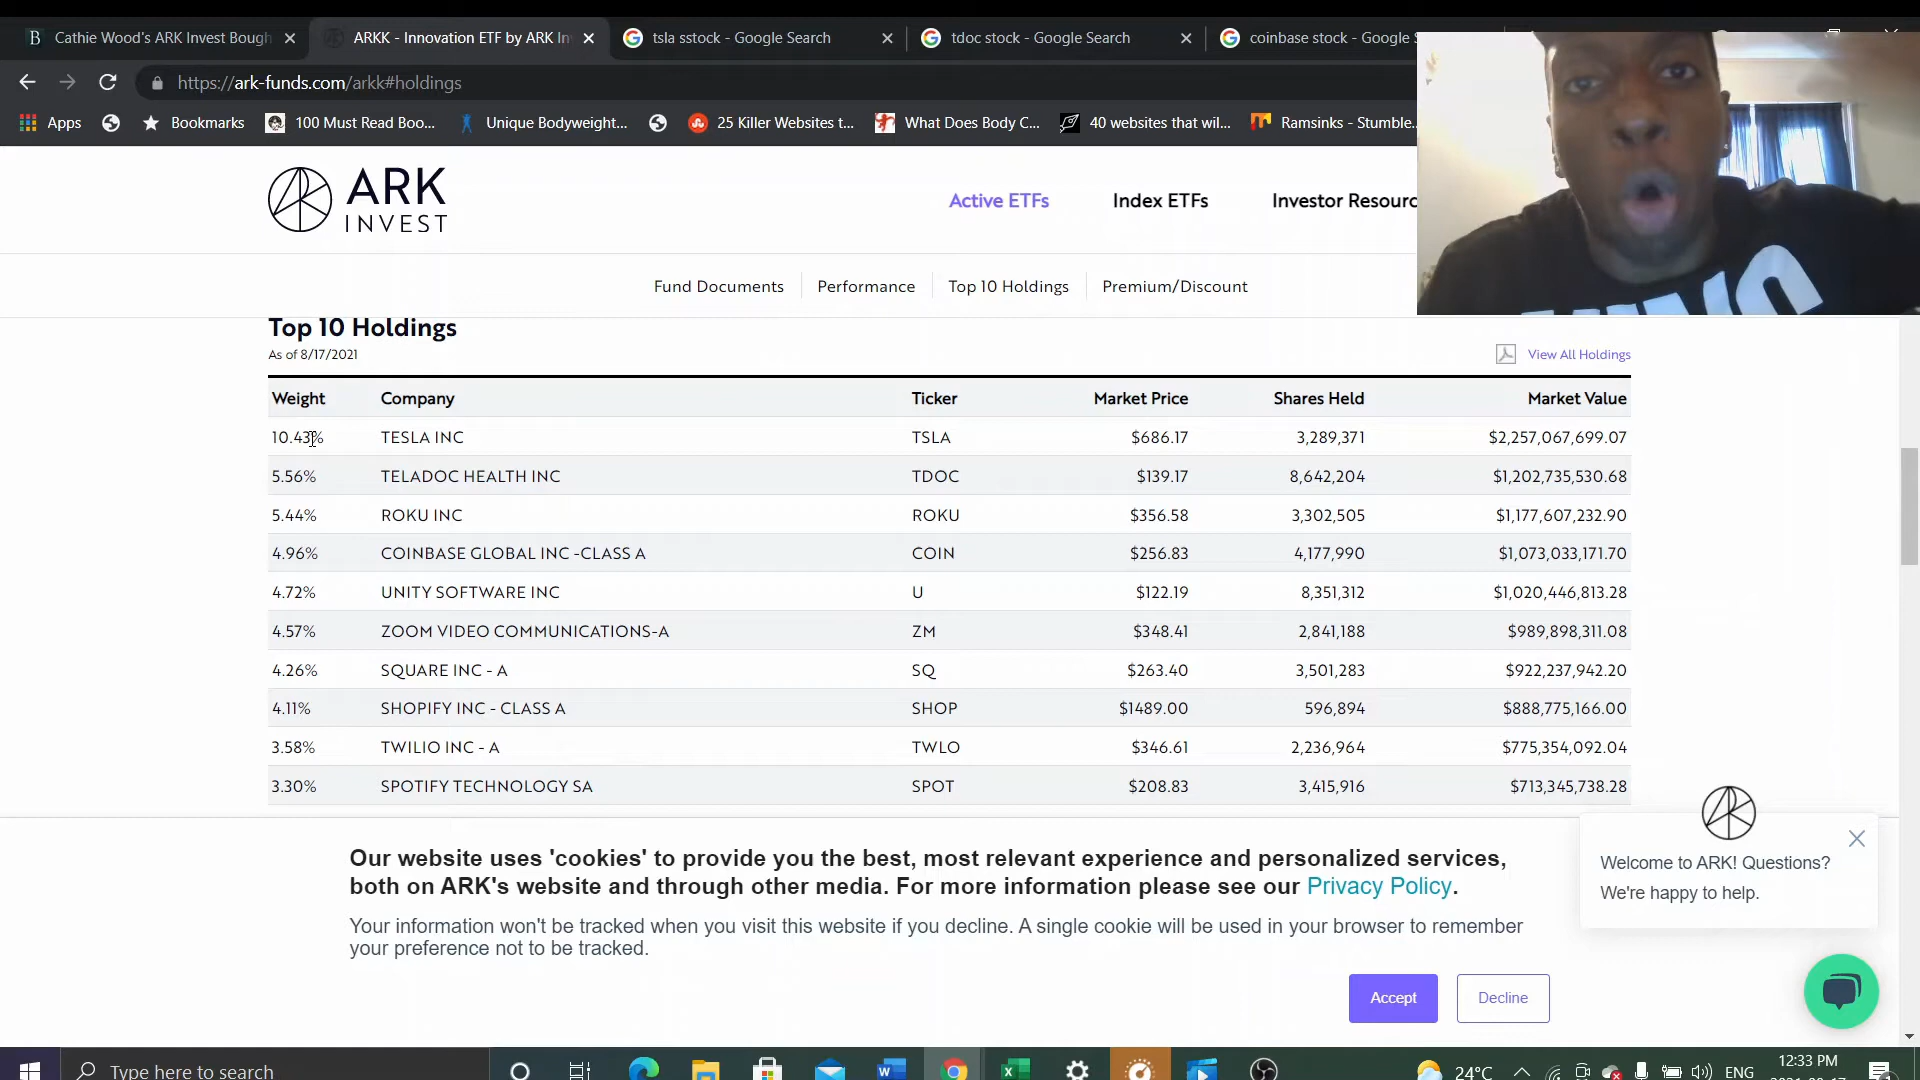 Cathie Wood's ARK Invest Bough
ARKK - Innovation ETF by ARK In
tsla sstock - Google Search
tdoc stock - Google Search
coinbase stock - Google S
https://ark-funds.com/arkk#holdings
Apps
Bookmarks
100 Must Read Boo...
Unique Bodyweight...
25 Killer Websites t...
What Does Body C...
40 websites that wil...
Ramsinks - Stumble...
ARK
INVEST
Active ETFs
Index ETFs
Investor Resourc
Fund Documents
Performance
Top 10 Holdings
Premium/Discount
Top 10 Holdings
As of 8/17/2021
View All Holdings
Weight Company Ticker Market Price Shares Held Market Value
10.43% TESLA INC TSLA $686.17 3,289,371 $2,257,067,699.07
5.56% TELADOC HEALTH INC TDOC $139.17 8,642,204 $1,202,735,530.68
5.44% ROKU INC ROKU $356.58 3,302,505 $1,177,607,232.90
4.96% COINBASE GLOBAL INC -CLASS A COIN $256.83 4,177,990 $1,073,033,171.70
4.72% UNITY SOFTWARE INC U $122.19 8,351,312 $1,020,446,813.28
4.57% ZOOM VIDEO COMMUNICATIONS-A ZM $348.41 2,841,188 $989,898,311.08
4.26% SQUARE INC - A SQ $263.40 3,501,283 $922,237,942.20
4.11% SHOPIFY INC - CLASS A SHOP $1489.00 596,894 $888,775,166.00
3.58% TWILIO INC - A TWLO $346.61 2,236,964 $775,354,092.04
3.30% SPOTIFY TECHNOLOGY SA SPOT $208.83 3,415,916 $713,345,738.28
Our website uses 'cookies' to provide you the best, most relevant experience and personalized services,
both on ARK's website and through other media. For more information please see our Privacy Policy.
Your information won't be tracked when you visit this website if you decline. A single cookie will be used in your browser to remember
your preference not to be tracked.
Accept
Decline
Welcome to ARK! Questions?
We're happy to help.
Type here to search
24°C
ENG
12:33 PM